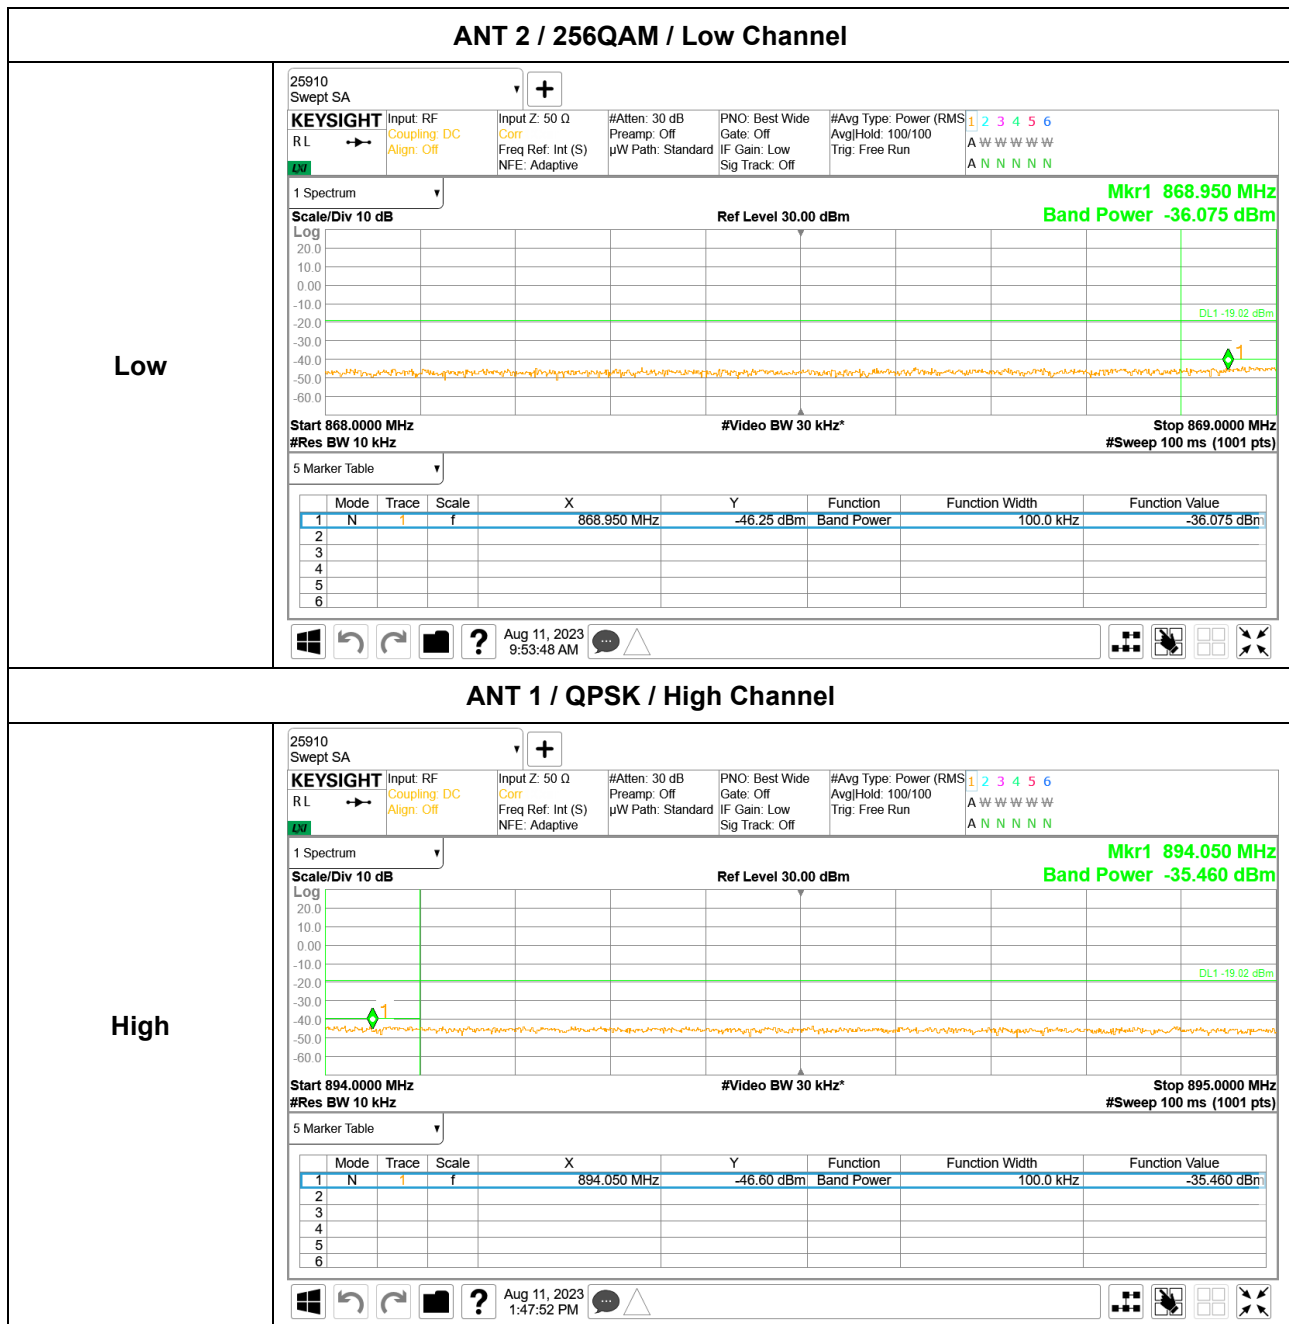 ANT 2 / 256QAM / Low Channel
Low
25910
Swept SA
KEYSIGHT
R L
LXI
Input: RF
Coupling: DC
Align: Off
Input Z: 50 Ω
Corr
Freq Ref: Int (S)
NFE: Adaptive
#Atten: 30 dB
Preamp: Off
µW Path: Standard
PNO: Best Wide
Gate: Off
IF Gain: Low
Sig Track: Off
#Avg Type: Power (RMS
Avg|Hold: 100/100
Trig: Free Run
1 2 3 4 5 6
A W W W W W
A N N N N N
1 Spectrum
Mkr1 868.950 MHz
Scale/Div 10 dB
Ref Level 30.00 dBm
Band Power -36.075 dBm
Log
20.0
10.0
0.00
-10.0
-20.0
-30.0
-40.0
-50.0
-60.0
DL1 -19.02 dBm
1
Start 868.0000 MHz
#Video BW 30 kHz*
Stop 869.0000 MHz
#Res BW 10 kHz
#Sweep 100 ms (1001 pts)
5 Marker Table
Mode Trace Scale X Y Function Function Width Function Value
1 N 1 f 868.950 MHz -46.25 dBm Band Power 100.0 kHz -36.075 dBm
2
3
4
5
6
?
Aug 11, 2023
9:53:48 AM
ANT 1 / QPSK / High Channel
High
25910
Swept SA
KEYSIGHT
R L
LXI
Input: RF
Coupling: DC
Align: Off
Input Z: 50 Ω
Corr
Freq Ref: Int (S)
NFE: Adaptive
#Atten: 30 dB
Preamp: Off
µW Path: Standard
PNO: Best Wide
Gate: Off
IF Gain: Low
Sig Track: Off
#Avg Type: Power (RMS
Avg|Hold: 100/100
Trig: Free Run
1 2 3 4 5 6
A W W W W W
A N N N N N
1 Spectrum
Mkr1 894.050 MHz
Scale/Div 10 dB
Ref Level 30.00 dBm
Band Power -35.460 dBm
Log
20.0
10.0
0.00
-10.0
-20.0
-30.0
-40.0
-50.0
-60.0
DL1 -19.02 dBm
1
Start 894.0000 MHz
#Video BW 30 kHz*
Stop 895.0000 MHz
#Res BW 10 kHz
#Sweep 100 ms (1001 pts)
5 Marker Table
Mode Trace Scale X Y Function Function Width Function Value
1 N 1 f 894.050 MHz -46.60 dBm Band Power 100.0 kHz -35.460 dBm
2
3
4
5
6
?
Aug 11, 2023
1:47:52 PM